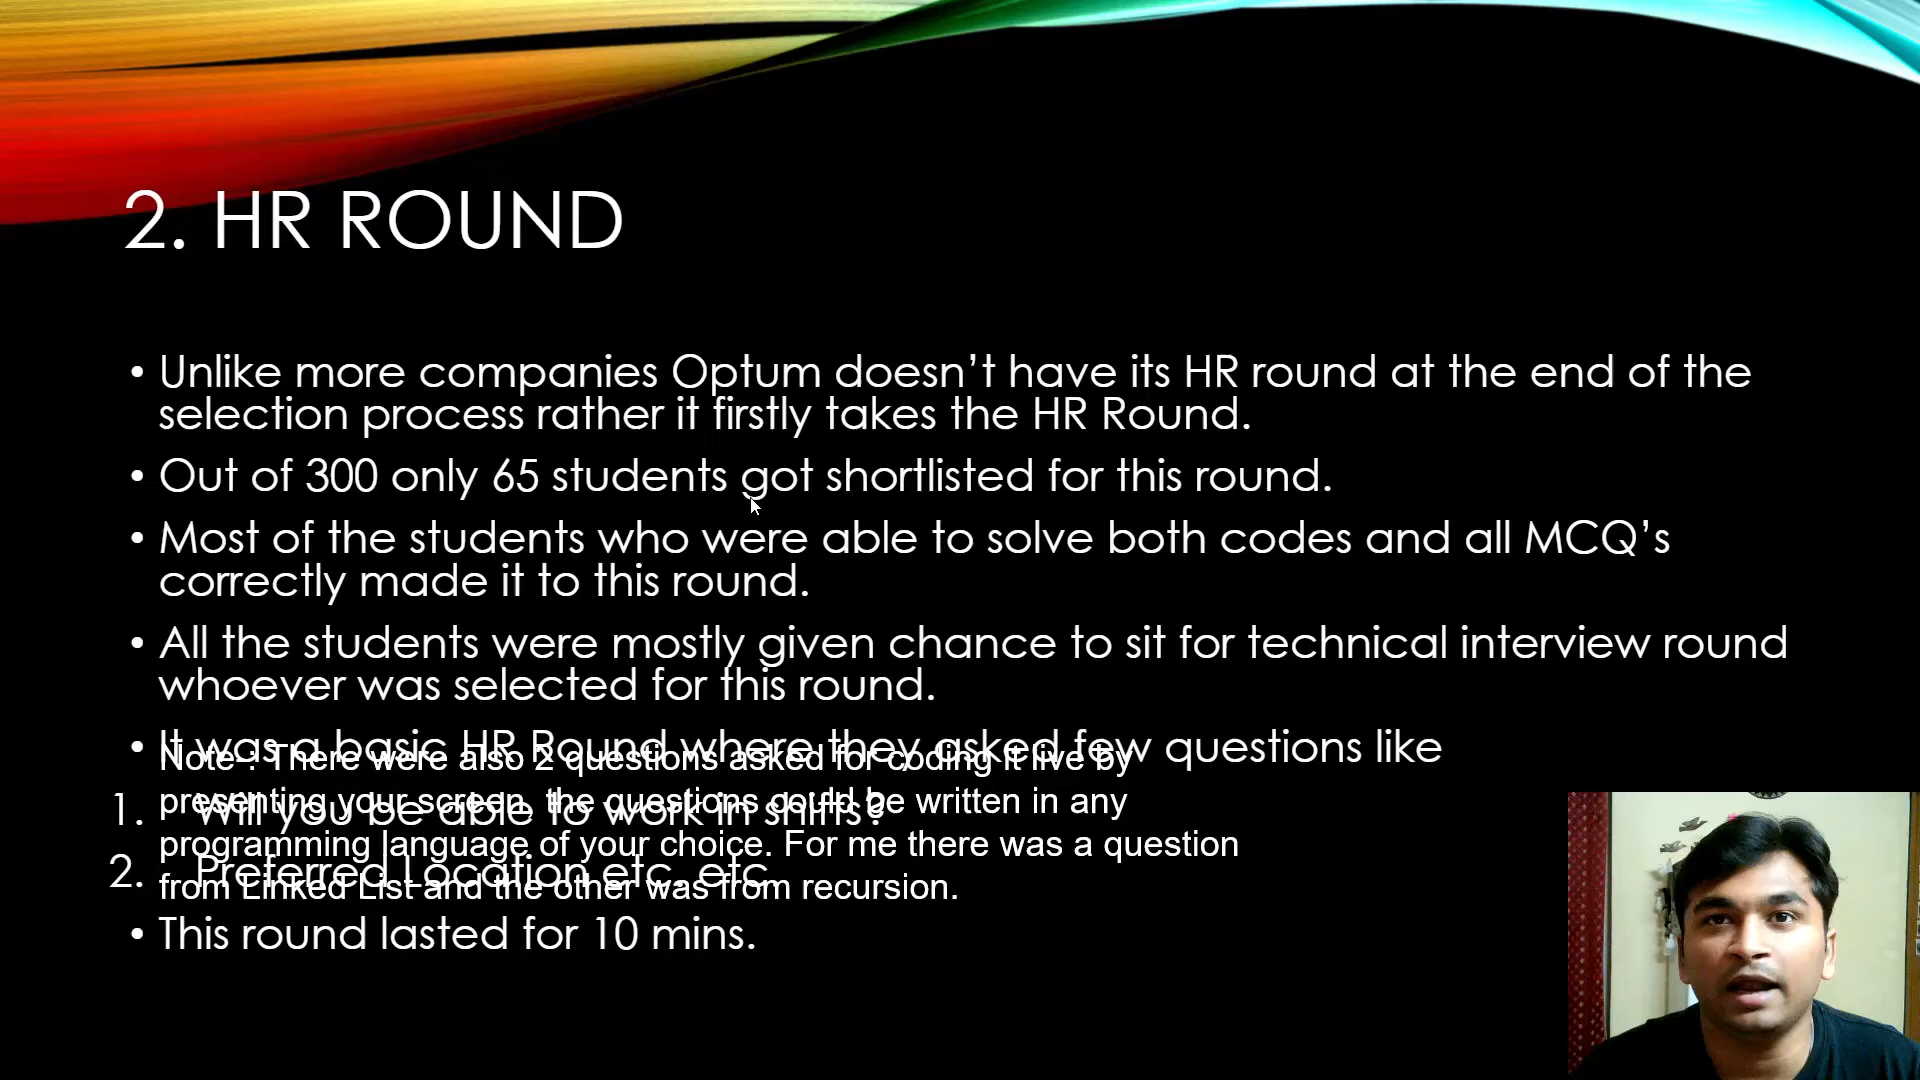 2. HR ROUND
• Unlike more companies Optum doesn’t have its HR round at the end of the
selection process rather it firstly takes the HR Round.
• Out of 300 only 65 students got shortlisted for this round.
• Most of the students who were able to solve both codes and all MCQ’s
correctly made it to this round.
• All the students were mostly given chance to sit for technical interview round
whoever was selected for this round.
• It was a basic HR Round where they asked few questions like
1. Will you be able to work in shifts?
2. Preferred Location etc. etc.
Note : There were also 2 questions asked for coding it live by
presenting your screen, the questions could be written in any
programming language of your choice. For me there was a question
from Linked List and the other was from recursion.
• This round lasted for 10 mins.